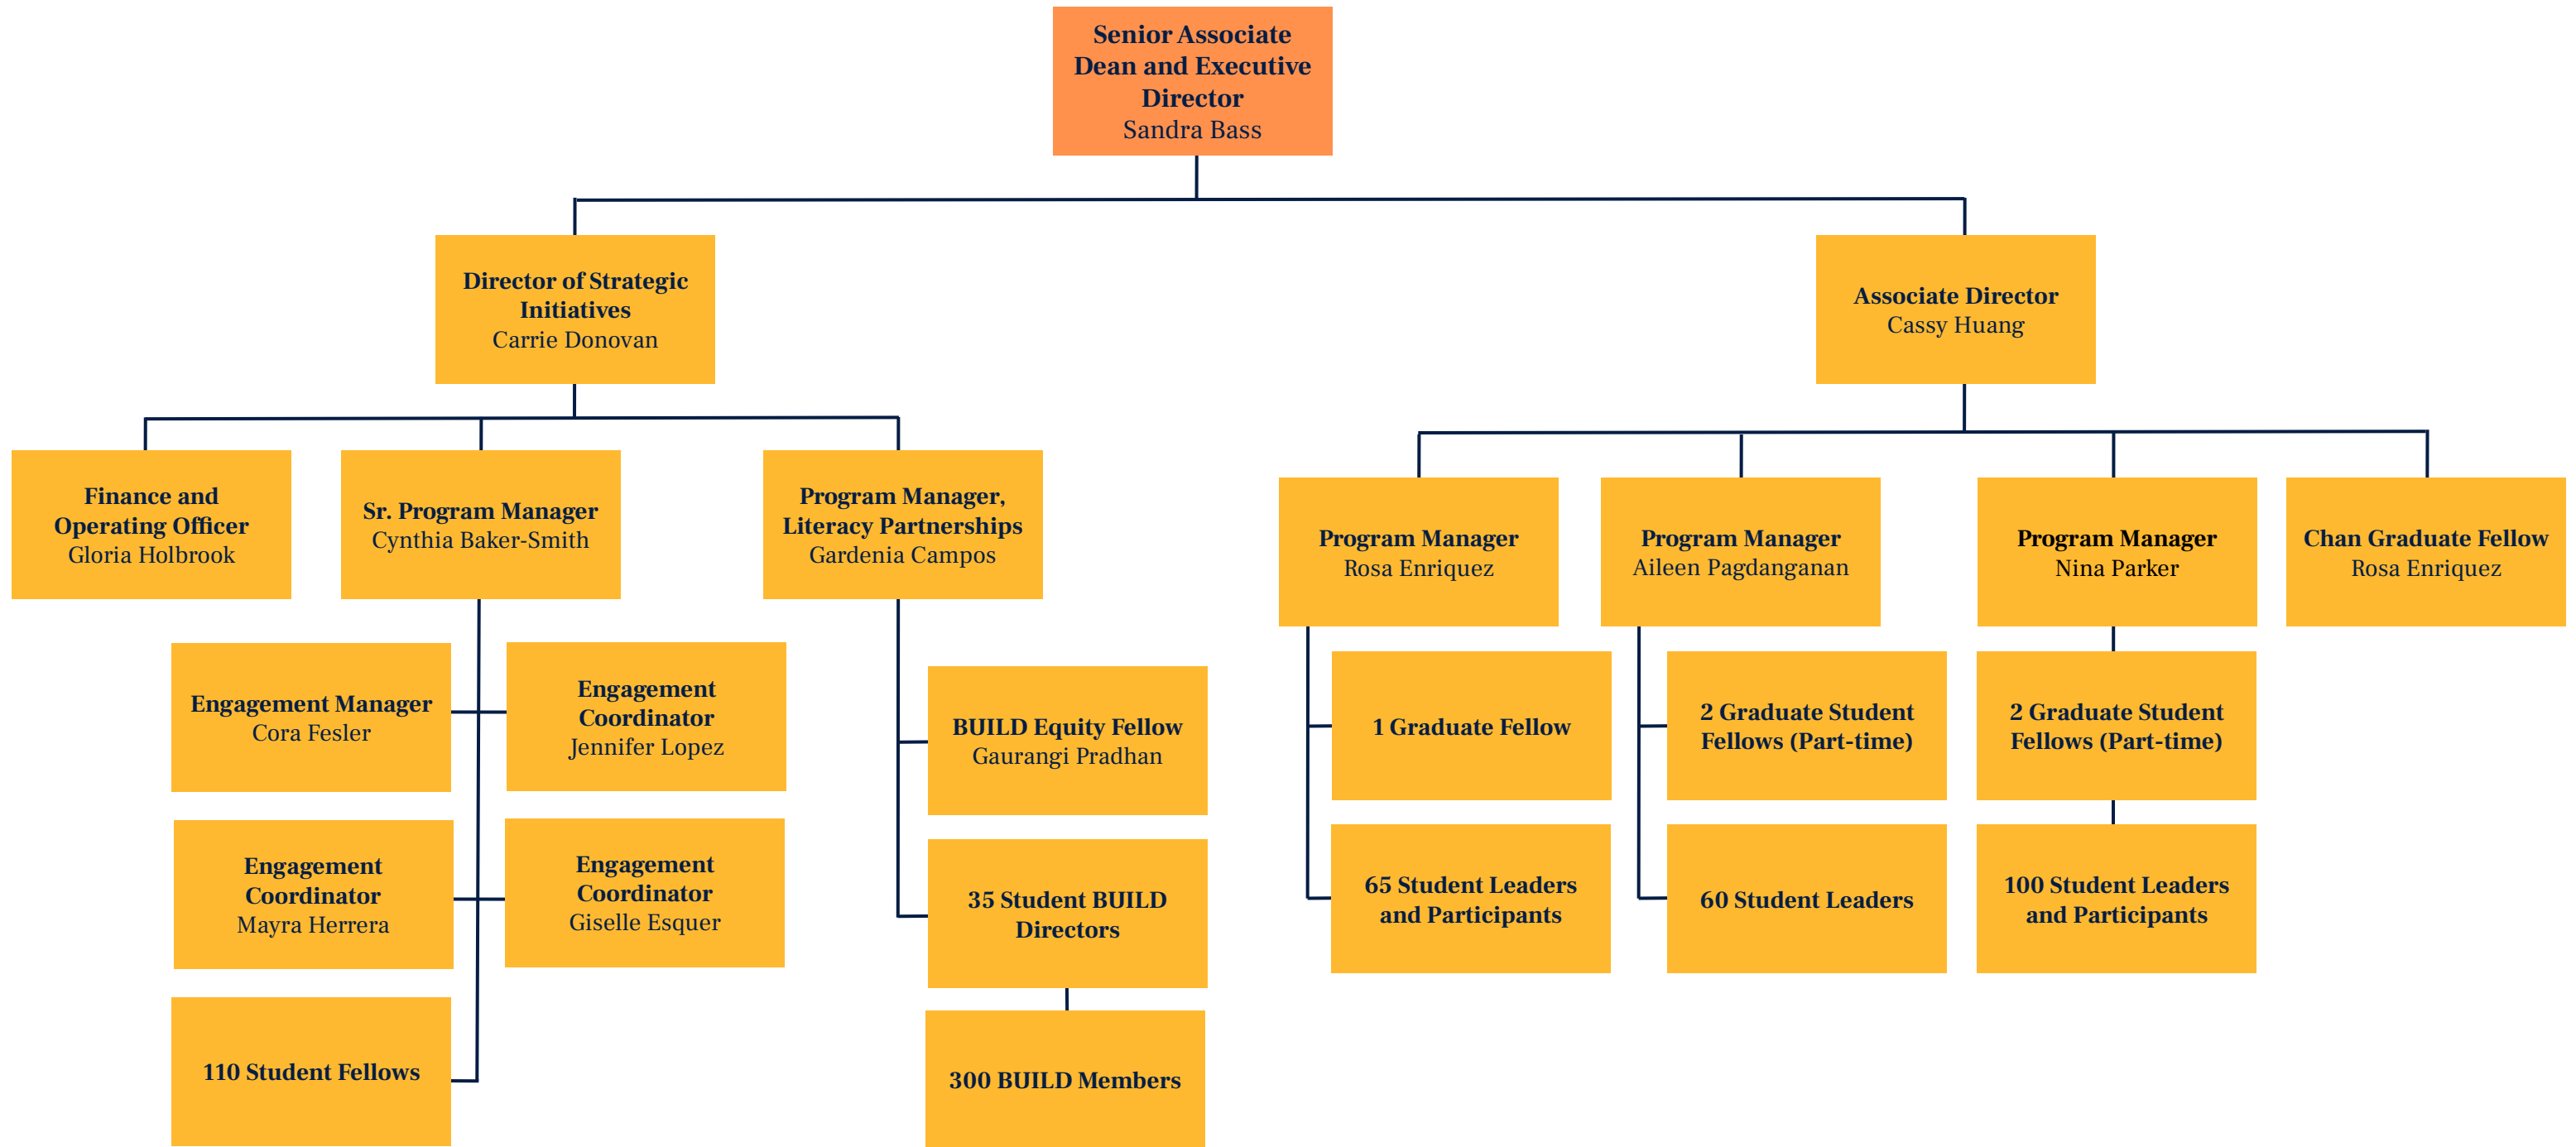 Senior Associate
Dean and Executive
Director
Sandra Bass
Director of Strategic
Initiatives
Carrie Donovan
Associate Director
Cassy Huang
Finance and
Operating Officer
Gloria Holbrook
Sr. Program Manager
Cynthia Baker-Smith
Program Manager,
Literacy Partnerships
Gardenia Campos
Program Manager
Rosa Enriquez
Program Manager
Aileen Pagdanganan
Program Manager
Nina Parker
Chan Graduate Fellow
Rosa Enriquez
Engagement Manager
Cora Fesler
Engagement
Coordinator
Jennifer Lopez
BUILD Equity Fellow
Gaurangi Pradhan
1 Graduate Fellow
2 Graduate Student
Fellows (Part-time)
2 Graduate Student
Fellows (Part-time)
Engagement
Coordinator
Mayra Herrera
Engagement
Coordinator
Giselle Esquer
35 Student BUILD
Directors
65 Student Leaders
and Participants
60 Student Leaders
100 Student Leaders
and Participants
110 Student Fellows
300 BUILD Members